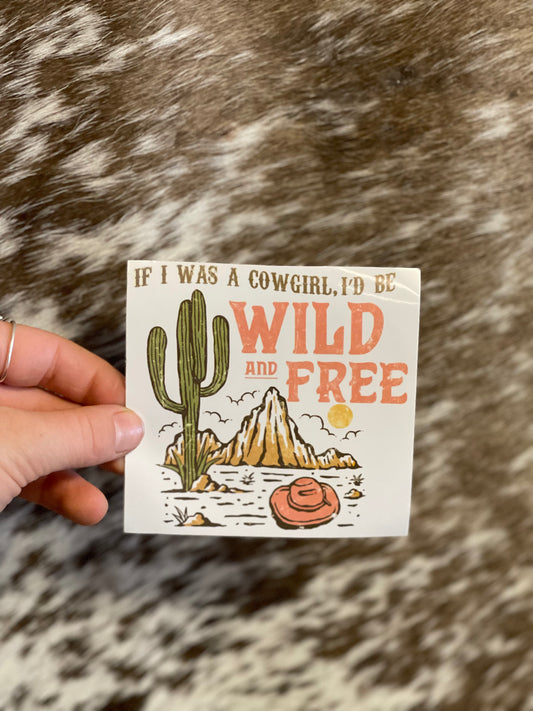 IF I WAS A COWGIRL, I'D BE
WILD
AND FREE